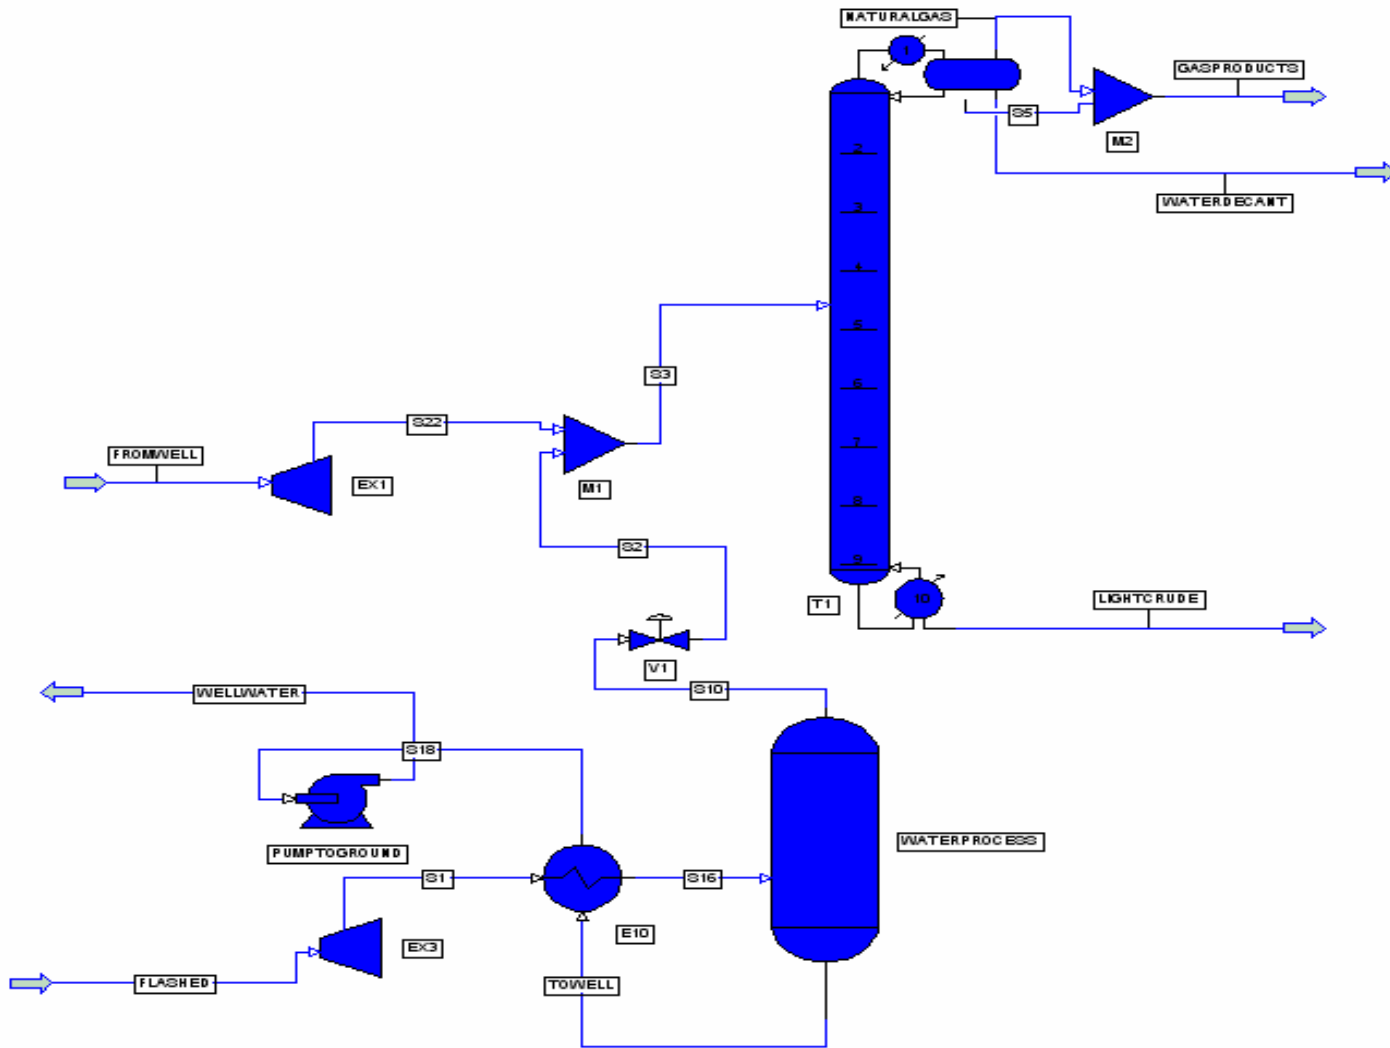 NATURALGAS
1
GASPRODUCTS
S5
M2
2
WATERDECANT
3
4
5
S3
6
S22
FROMWELL
7
EX1
M1
8
S2
9
T1
10
LIGHTCRUDE
V1
WELLWATER
S10
S18
WATERPROCESS
PUMPTOGROUND
S1
S16
E10
EX3
FLASHED
TOWELL